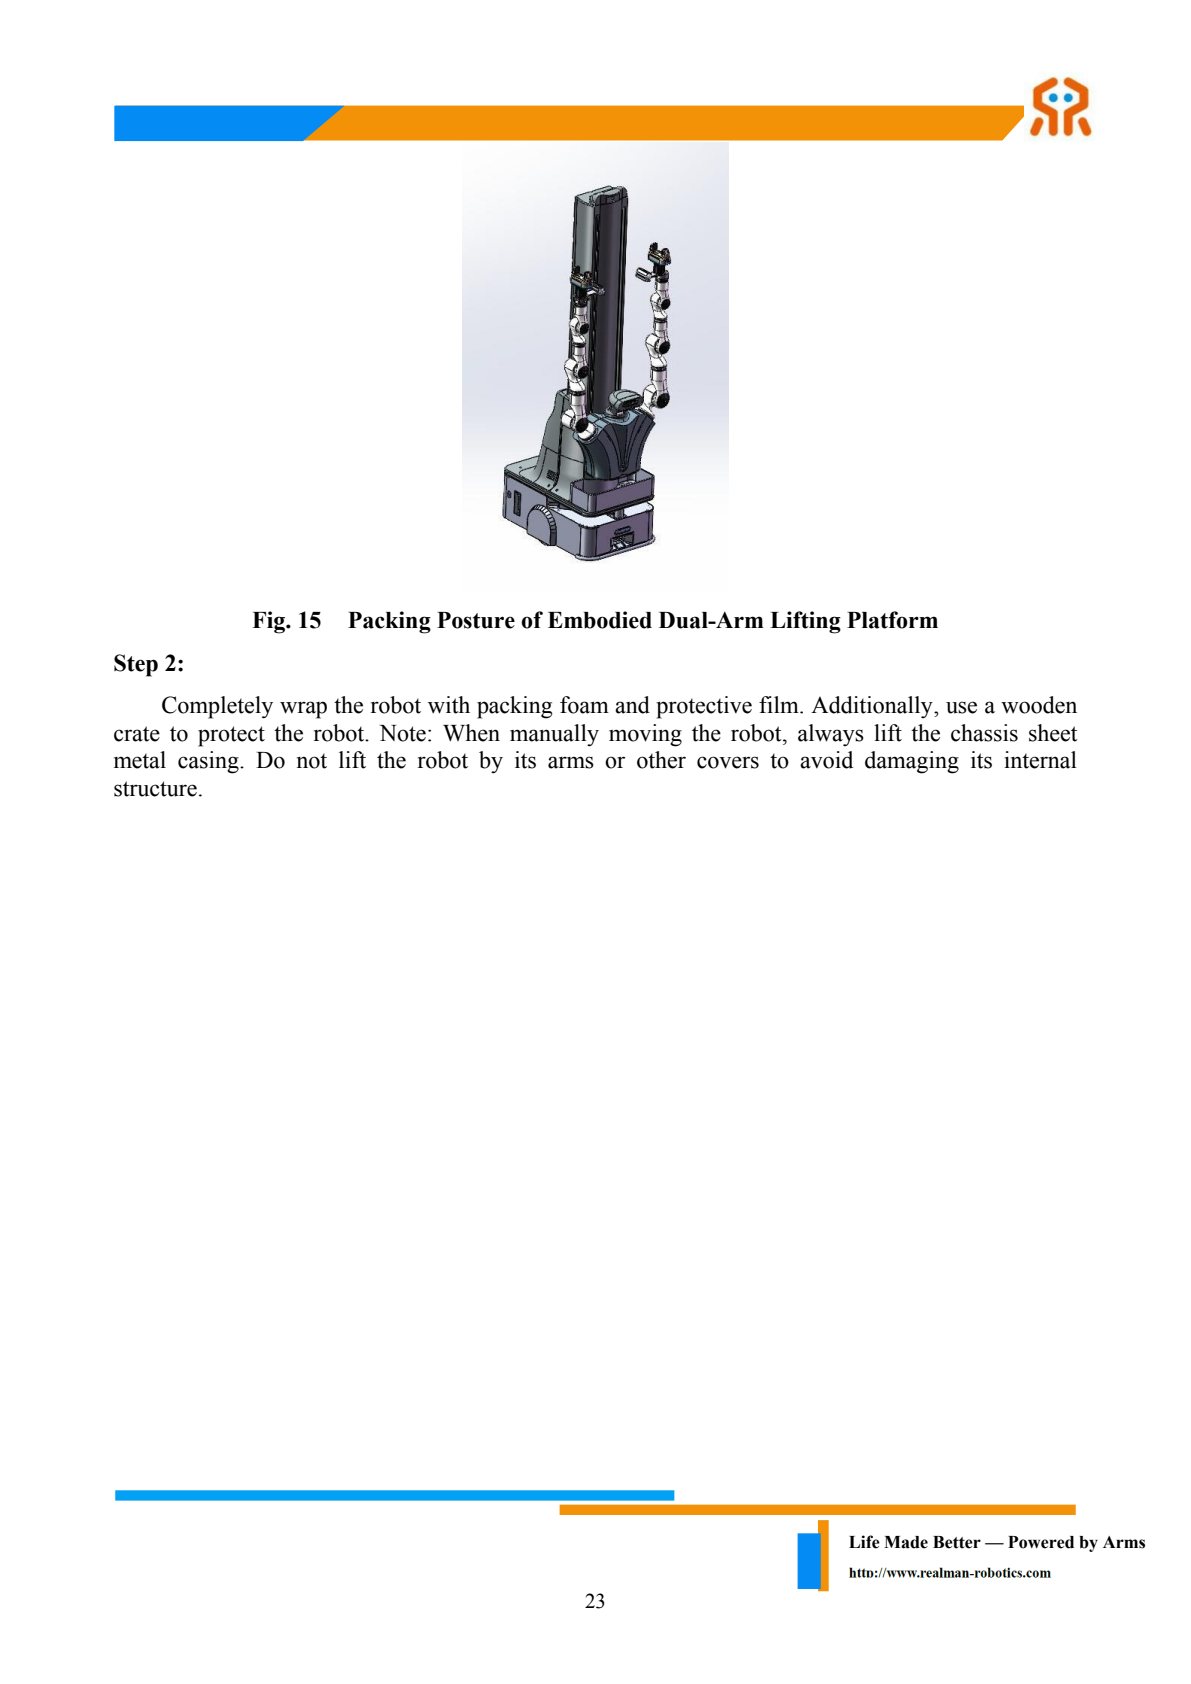 Fig. 15 Packing Posture of Embodied Dual-Arm Lifting Platform
Step 2:
Completely wrap the robot with packing foam and protective film. Additionally, use a wooden
crate to protect the robot. Note: When manually moving the robot, always lift the chassis sheet
metal casing. Do not lift the robot by its arms or other covers to avoid damaging its internal
structure.
Life Made Better — Powered by Arms
http://www.realman-robotics.com
23